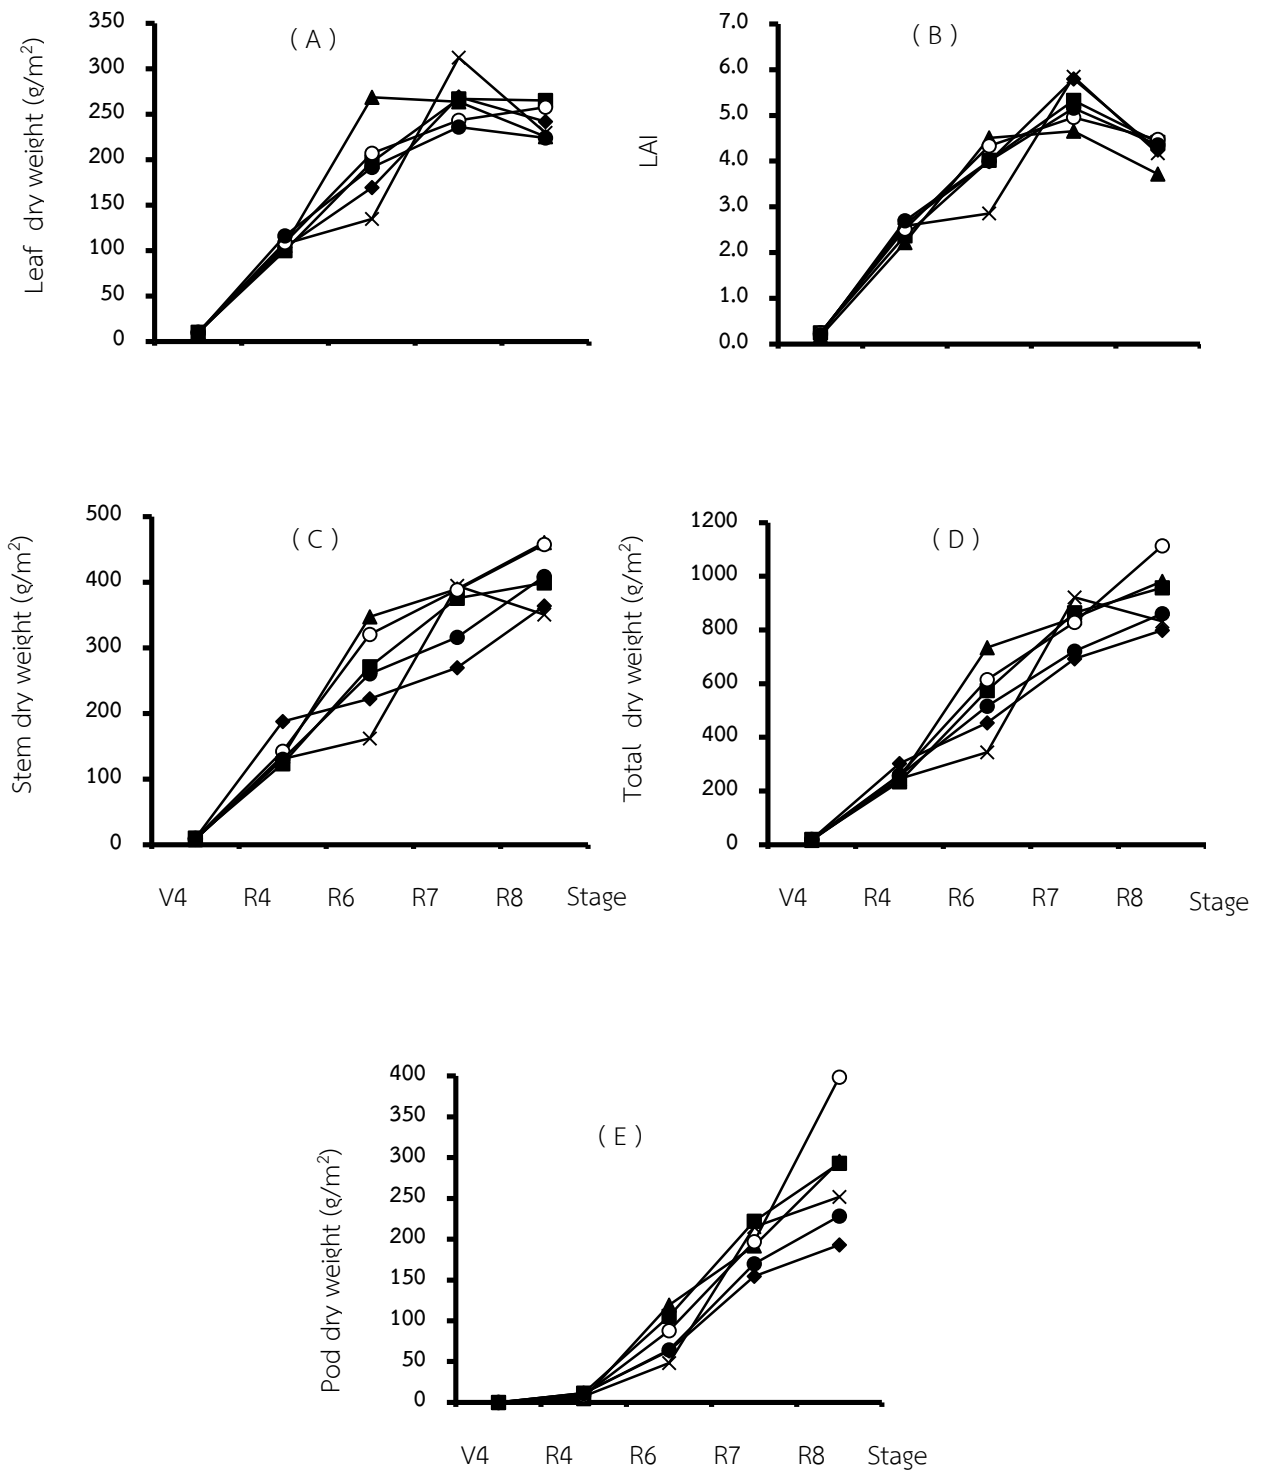 ( A )
Leaf dry weight (g/m²)
350
300
250
200
150
100
50
0
( B )
LAI
7.0
6.0
5.0
4.0
3.0
2.0
1.0
0.0
( C )
Stem dry weight (g/m²)
500
400
300
200
100
0
V4 R4 R6 R7 R8 Stage
( D )
Total dry weight (g/m²)
1200
1000
800
600
400
200
0
V4 R4 R6 R7 R8 Stage
( E )
Pod dry weight (g/m²)
400
350
300
250
200
150
100
50
0
V4 R4 R6 R7 R8 Stage